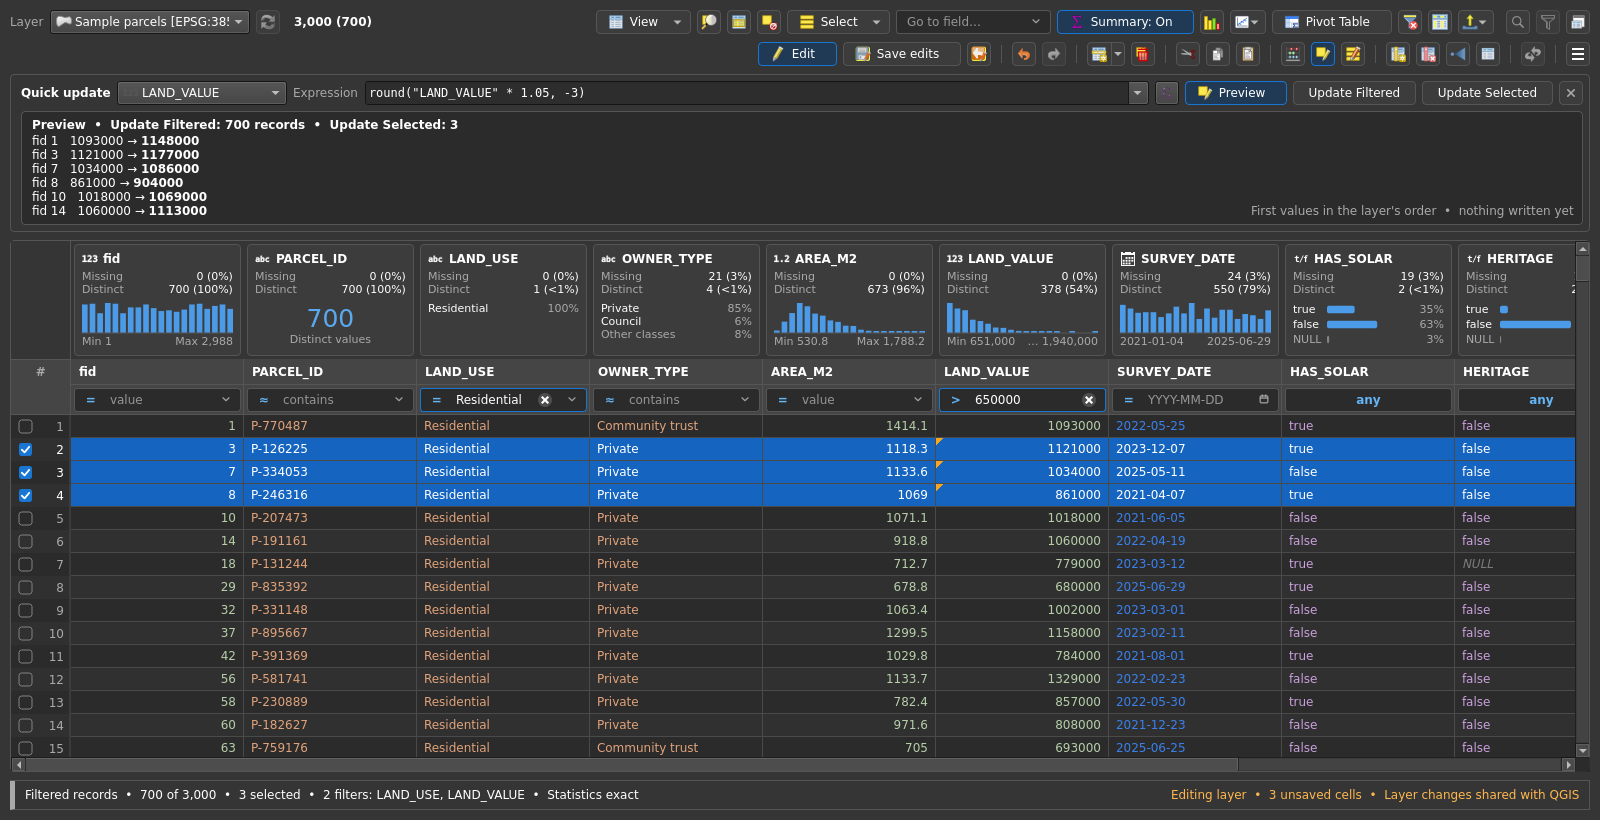 Layer Sample parcels [EPSG:38 3,000 (700) View Select Go to field... Summary: On Pivot Table
Edit Save edits
Quick update LAND_VALUE Expression round("LAND_VALUE" * 1.05, -3) Preview Update Filtered Update Selected
Preview • Update Filtered: 700 records • Update Selected: 3
fid 1 1093000 → 1148000
fid 3 1121000 → 1177000
fid 7 1034000 → 1086000
fid 8 861000 → 904000
fid 10 1018000 → 1069000
fid 14 1060000 → 1113000
First values in the layer's order • nothing written yet
123 fid abc PARCEL_ID abc LAND_USE abc OWNER_TYPE 1.2 AREA_M2 123 LAND_VALUE SURVEY_DATE t/f HAS_SOLAR t/f HERITAGE
Missing 0 (0%) Missing 0 (0%) Missing 0 (0%) Missing 21 (3%) Missing 0 (0%) Missing 0 (0%) Missing 24 (3%) Missing 19 (3%) Missing
Distinct 700 (100%) Distinct 700 (100%) Distinct 1 (<1%) Distinct 4 (<1%) Distinct 673 (96%) Distinct 378 (54%) Distinct 550 (79%) Distinct 2 (<1%) Distinct
700 Residential 100% Private 85% true 35% true
Council 6% false 63% false
Distinct values Other classes 8% NULL 3% NULL
Min 1 Max 2,988 Min 530.8 Max 1,788.2 Min 651,000 ... 1,940,000 2021-01-04 2025-06-29
# fid PARCEL_ID LAND_USE OWNER_TYPE AREA_M2 LAND_VALUE SURVEY_DATE HAS_SOLAR HERITAGE
= value ≈ contains = Residential ≈ contains = value > 650000 = YYYY-MM-DD any any
1 1 P-770487 Residential Community trust 1414.1 1093000 2022-05-25 true false
2 3 P-126225 Residential Private 1118.3 1121000 2023-12-07 true false
3 7 P-334053 Residential Private 1133.6 1034000 2025-05-11 false false
4 8 P-246316 Residential Private 1069 861000 2021-04-07 true false
5 10 P-207473 Residential Private 1071.1 1018000 2021-06-05 false false
6 14 P-191161 Residential Private 918.8 1060000 2022-04-19 false false
7 18 P-131244 Residential Private 712.7 779000 2023-03-12 true NULL
8 29 P-835392 Residential Private 678.8 680000 2025-06-29 true false
9 32 P-331148 Residential Private 1063.4 1002000 2023-03-01 false false
10 37 P-895667 Residential Private 1299.5 1158000 2023-02-11 false false
11 42 P-391369 Residential Private 1029.8 784000 2021-08-01 true false
12 56 P-581741 Residential Private 1133.7 1329000 2022-02-23 false false
13 58 P-230889 Residential Private 782.4 857000 2022-05-30 true false
14 60 P-182627 Residential Private 971.6 808000 2021-12-23 false false
15 63 P-759176 Residential Community trust 705 693000 2025-06-25 false false
Filtered records • 700 of 3,000 • 3 selected • 2 filters: LAND_USE, LAND_VALUE • Statistics exact Editing layer • 3 unsaved cells • Layer changes shared with QGIS